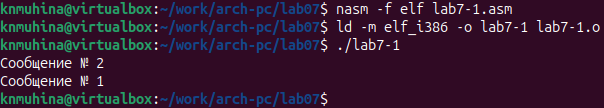 knmuhina@virtualbox:~/work/arch-pc/lab07$ nasm -f elf lab7-1.asm
knmuhina@virtualbox:~/work/arch-pc/lab07$ ld -m elf_i386 -o lab7-1 lab7-1.o
knmuhina@virtualbox:~/work/arch-pc/lab07$ ./lab7-1
Сообщение № 2
Сообщение № 1
knmuhina@virtualbox:~/work/arch-pc/lab07$